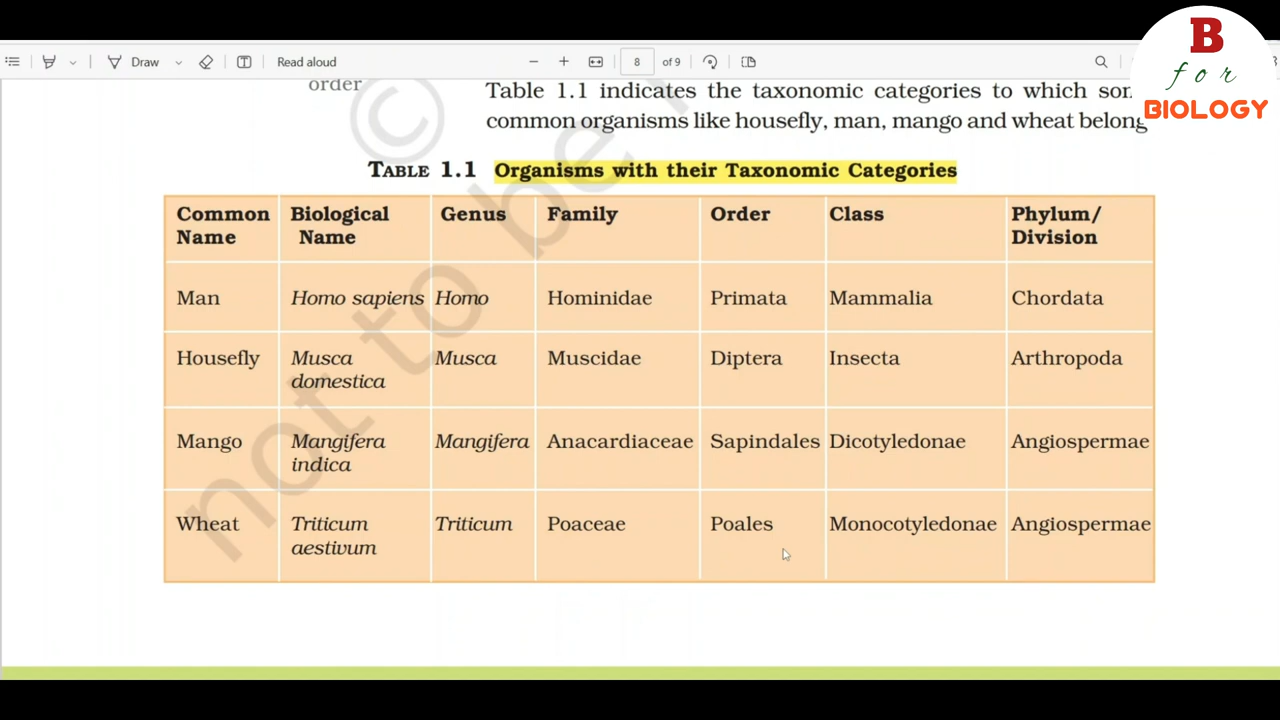 Draw
Read aloud
8 of 9
B
for
BIOLOGY
order
Table 1.1 indicates the taxonomic categories to which som
common organisms like housefly, man, mango and wheat belong
TABLE 1.1 Organisms with their Taxonomic Categories
Common Name Biological Name Genus Family Order Class Phylum/ Division
Man Homo sapiens Homo Hominidae Primata Mammalia Chordata
Housefly Musca domestica Musca Muscidae Diptera Insecta Arthropoda
Mango Mangifera indica Mangifera Anacardiaceae Sapindales Dicotyledonae Angiospermae
Wheat Triticum aestivum Triticum Poaceae Poales Monocotyledonae Angiospermae
© not to be